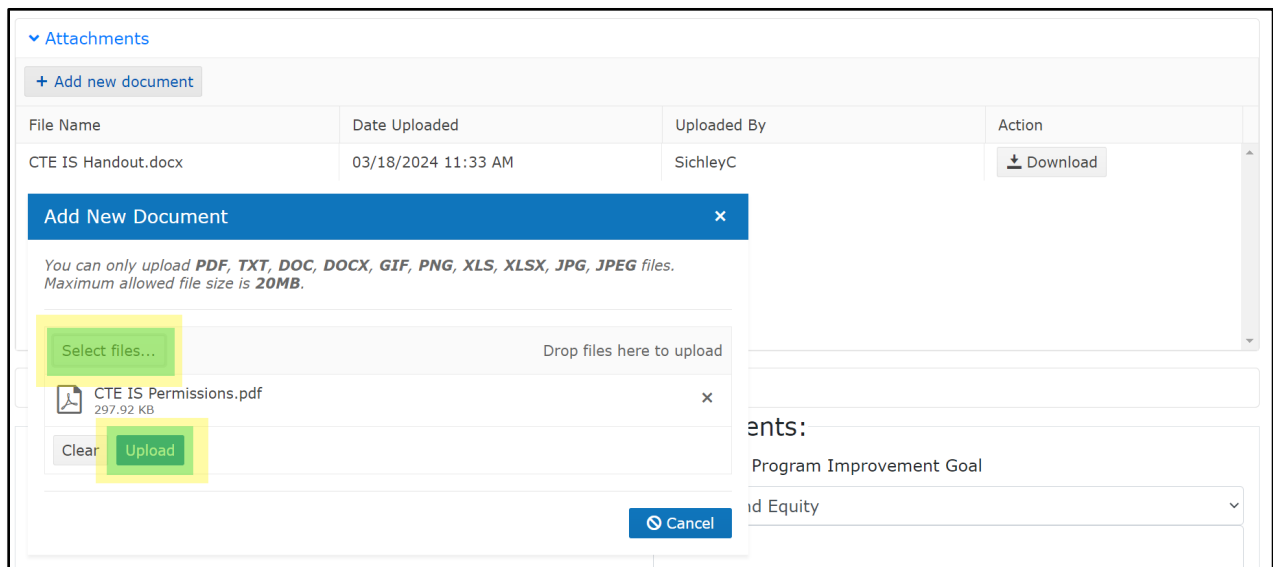 Attachments
+ Add new document
File Name Date Uploaded Uploaded By Action
CTE IS Handout.docx 03/18/2024 11:33 AM SichleyC Download
Add New Document
You can only upload PDF, TXT, DOC, DOCX, GIF, PNG, XLS, XLSX, JPG, JPEG files.
Maximum allowed file size is 20MB.
Select files... Drop files here to upload
CTE IS Permissions.pdf
297.92 KB
Clear Upload
Cancel
ents:
Program Improvement Goal
nd Equity